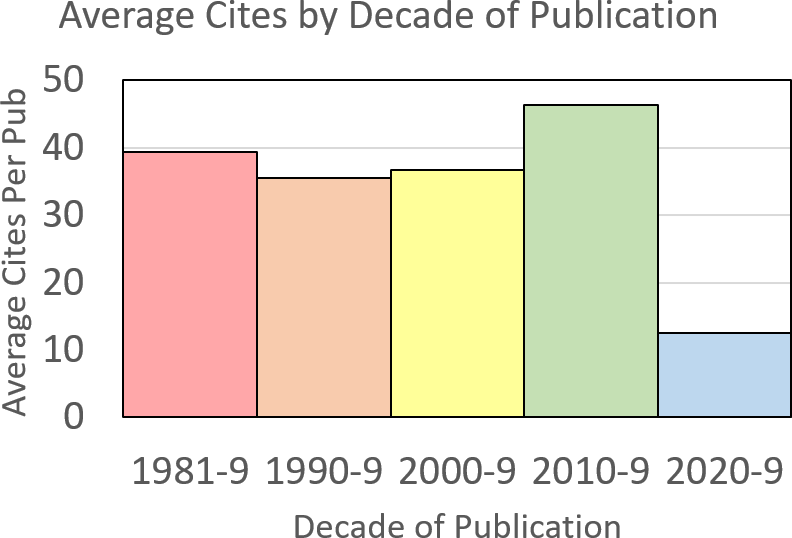 Average Cites by Decade of Publication
Average Cites Per Pub
50
40
30
20
10
0
1981-9 1990-9 2000-9 2010-9 2020-9
Decade of Publication